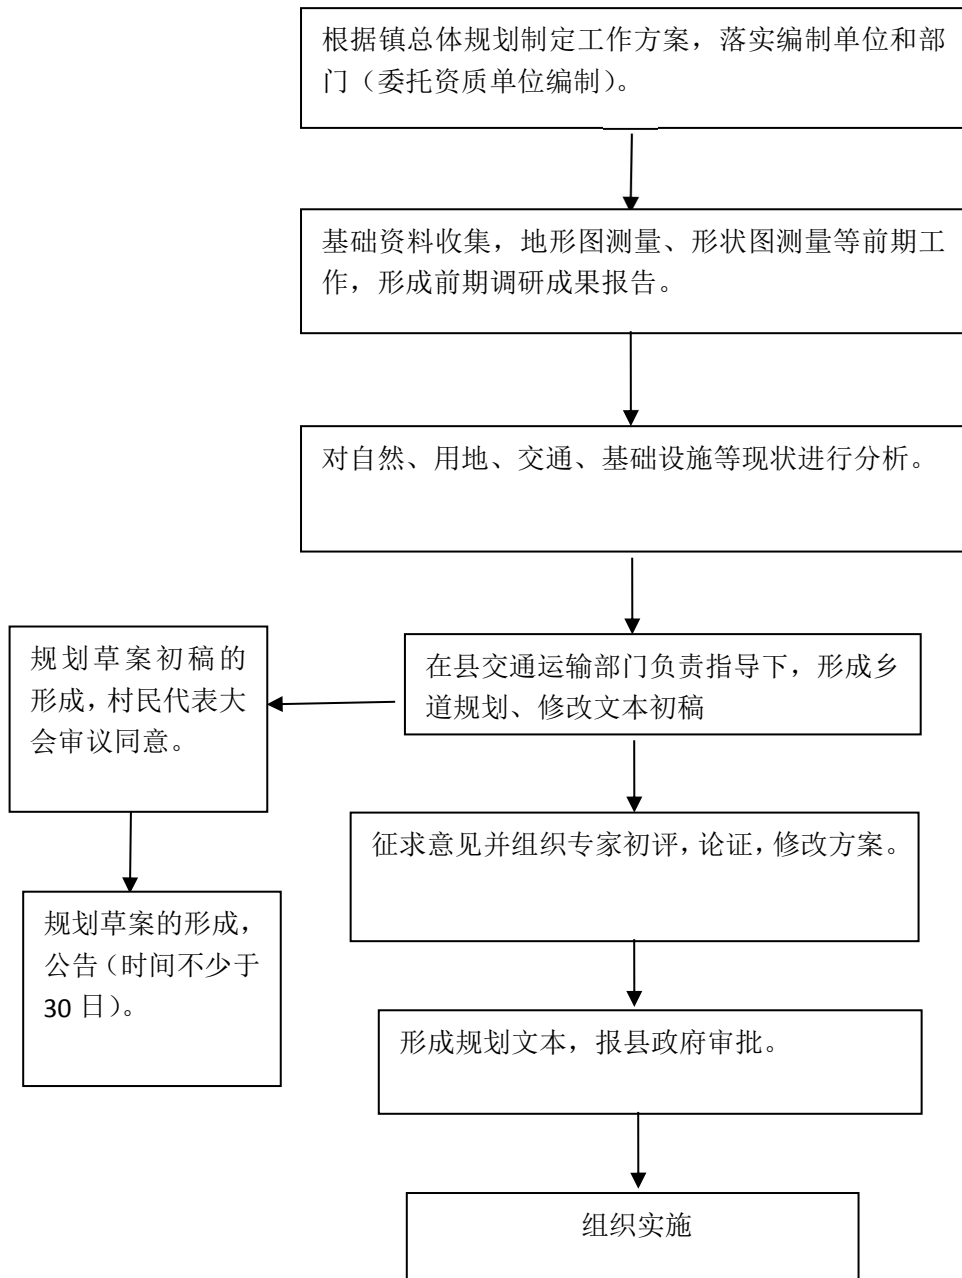 根据镇总体规划制定工作方案，落实编制单位和部
门（委托资质单位编制）。
基础资料收集，地形图测量、形状图测量等前期工
作，形成前期调研成果报告。
对自然、用地、交通、基础设施等现状进行分析。
在县交通运输部门负责指导下，形成乡
道规划、修改文本初稿
规划草案初稿的
形成，村民代表大
会审议同意。
规划草案的形成，
公告（时间不少于
30 日）。
征求意见并组织专家初评，论证，修改方案。
形成规划文本，报县政府审批。
组织实施